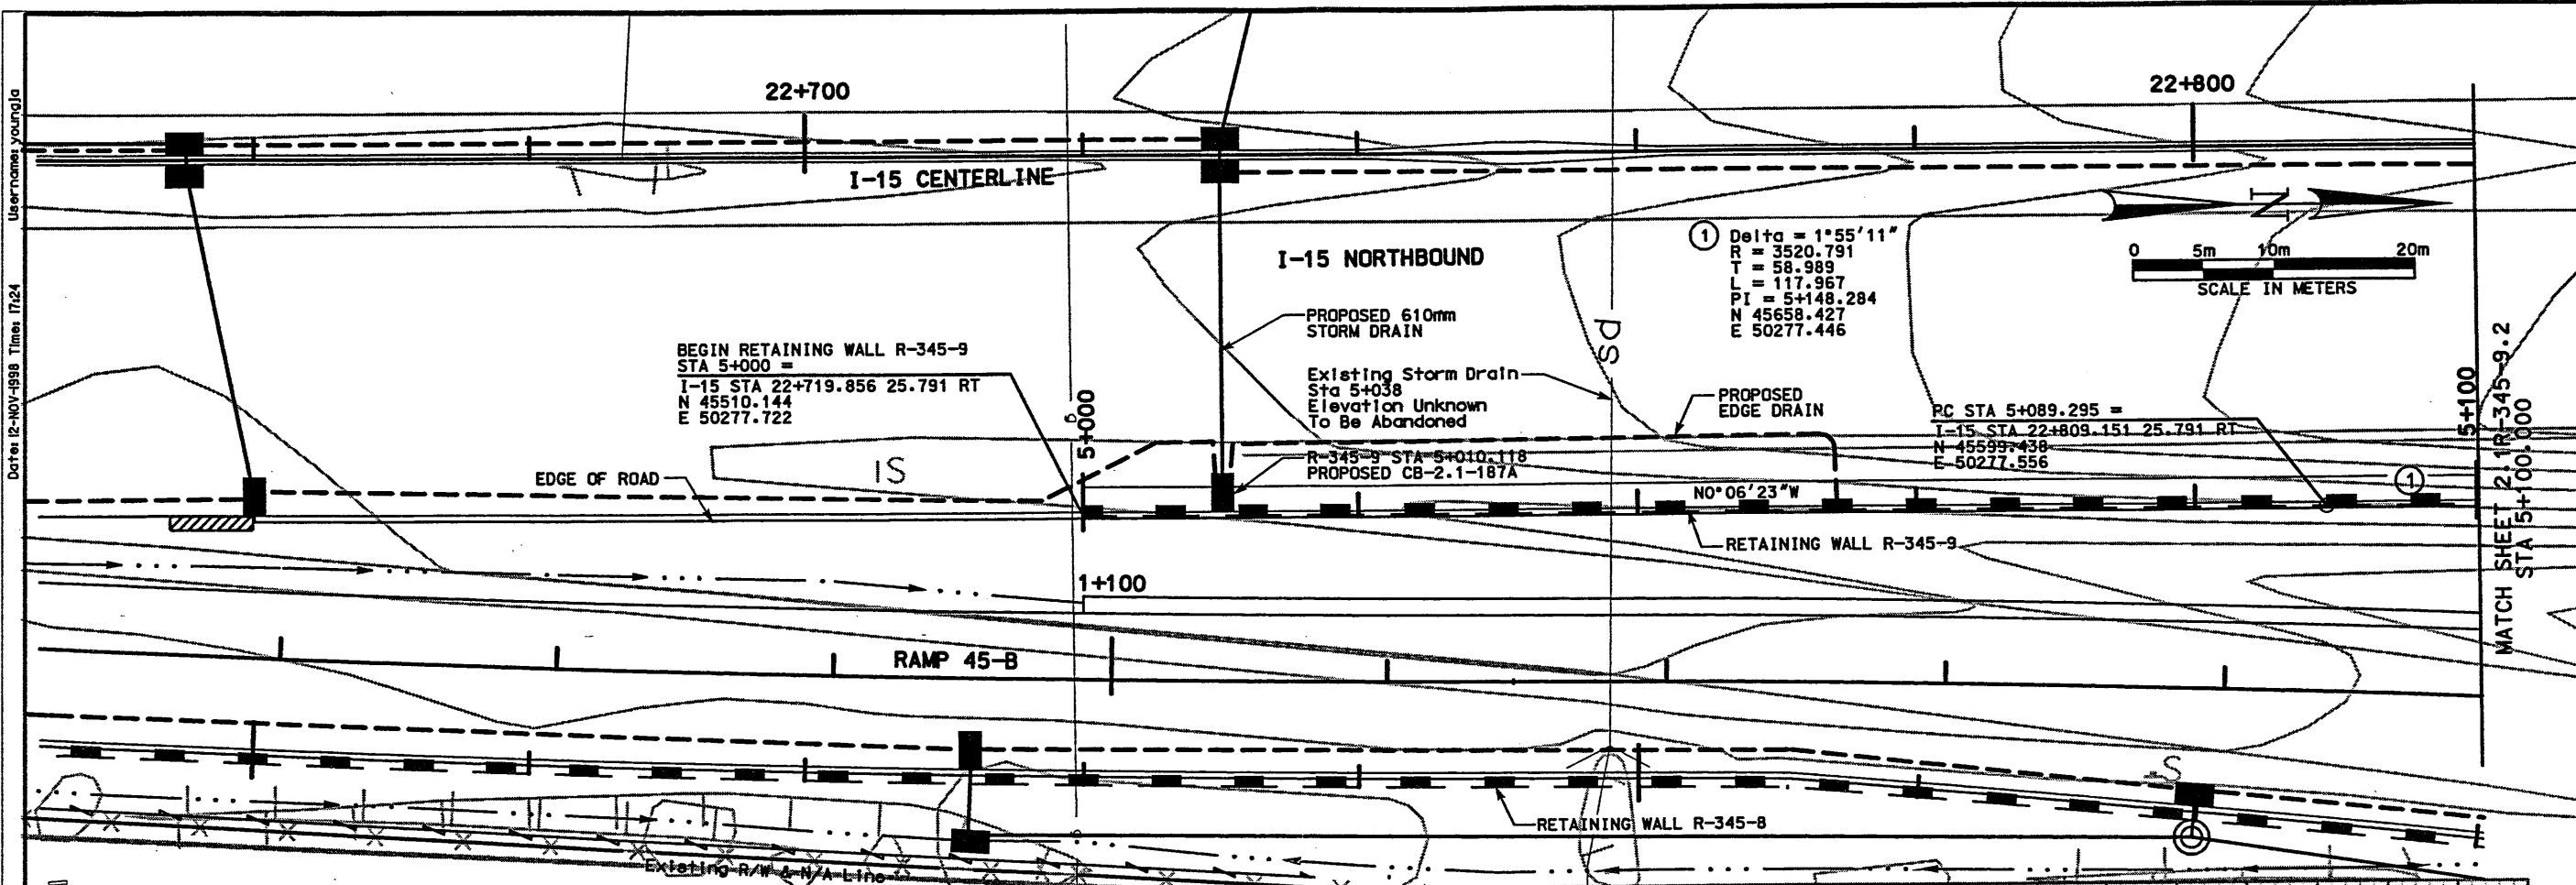 Date: 12-NOV-1998 Time: 17:24 Username: youngla
22+700
22+800
I-15 CENTERLINE
N
I-15 NORTHBOUND
1 Delta = 1°55'11"
R = 3520.791
T = 58.989
L = 117.967
PI = 5+148.284
N 45658.427
E 50277.446
0 5m 10m 20m
SCALE IN METERS
PROPOSED 610mm
STORM DRAIN
BEGIN RETAINING WALL R-345-9
STA 5+000 =
I-15 STA 22+719.856 25.791 RT
N 45510.144
E 50277.722
Existing Storm Drain
Sta 5+038
Elevation Unknown
To Be Abandoned
sd
PROPOSED
EDGE DRAIN
PC STA 5+089.295 =
I-15 STA 22+809.151 25.791 RT
N 45599.438
E 50277.556
5+000
5+100
MATCH SHEET 2.1R-345-9.2
STA 5+100.000
R-345-9 STA 5+010.118
PROPOSED CB-2.1-187A
EDGE OF ROAD
IS
N0°06'23"W
1
RETAINING WALL R-345-9
1+100
RAMP 45-B
S
RETAINING WALL R-345-8
Existing R/W & N/A Line